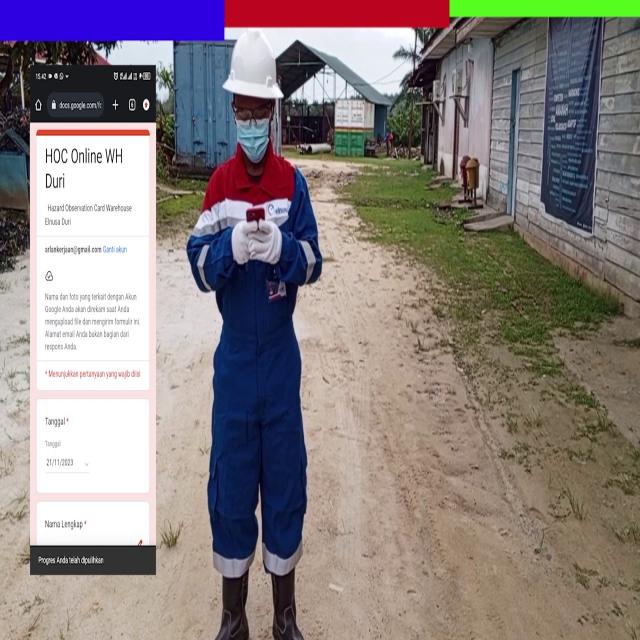 15.42
docs.google.com/fo
HOC Online WH
Duri
Hazard Observation Card Warehouse
Elnusa Duri
arlankerjaan@gmail.com Ganti akun
Nama dan foto yang terkait dengan Akun
Google Anda akan direkam saat Anda
mengupload file dan mengirim formulir ini.
Alamat email Anda bukan bagian dari
respons Anda.
* Menunjukkan pertanyaan yang wajib diisi
Tanggal *
Tanggal
21/11/2023
Nama Lengkap *
Progres Anda telah dipulihkan